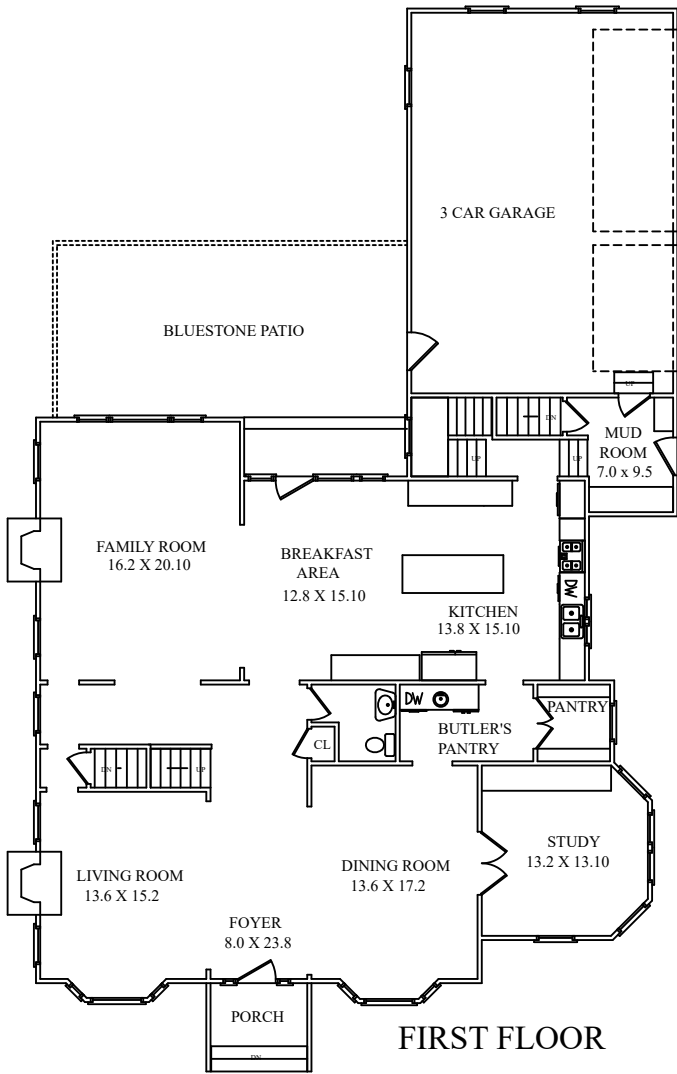 3 CAR GARAGE
BLUESTONE PATIO
UP
DN
MUD
ROOM
7.0 x 9.5
UP
UP
FAMILY ROOM
16.2 X 20.10
BREAKFAST
AREA
12.8 X 15.10
KITCHEN
13.8 X 15.10
DW
DW
BUTLER'S
PANTRY
PANTRY
CL
DN
UP
LIVING ROOM
13.6 X 15.2
DINING ROOM
13.6 X 17.2
STUDY
13.2 X 13.10
FOYER
8.0 X 23.8
PORCH
DN
FIRST FLOOR